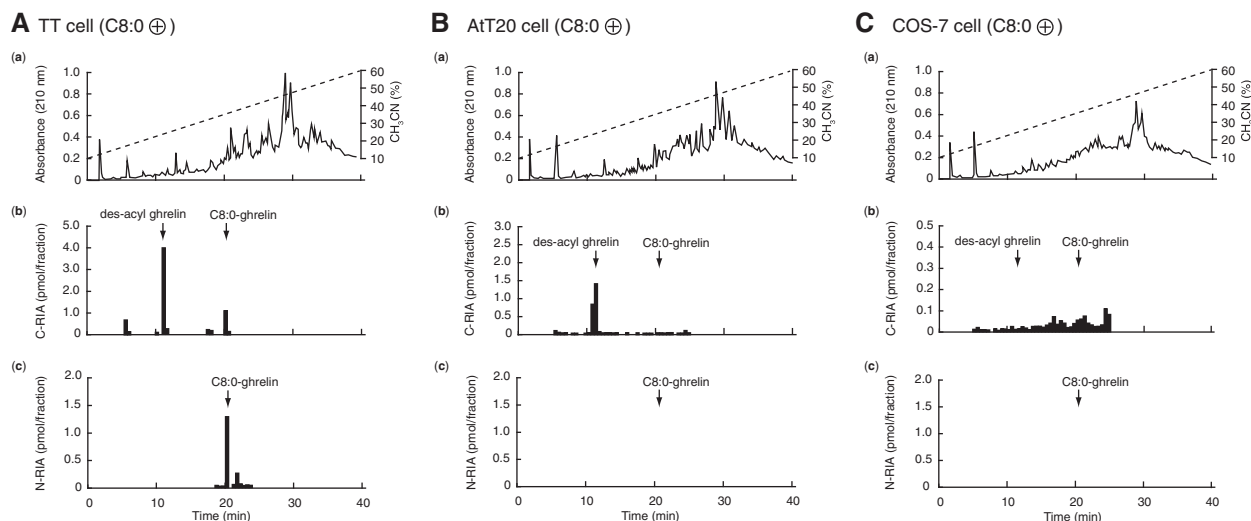 A TT cell (C8:0 ⊕)
(a)
Absorbance (210 nm)
1.0
0.8
0.6
0.4
0.2
0
60
50
40
30
20
10
CH3CN (%)
(b)
C-RIA (pmol/fraction)
5.0
4.0
3.0
2.0
1.0
0
des-acyl ghrelin
C8:0-ghrelin
(c)
N-RIA (pmol/fraction)
2.0
1.5
1.0
0.5
0
C8:0-ghrelin
0 10 20 30 40
Time (min)
B AtT20 cell (C8:0 ⊕)
(a)
Absorbance (210 nm)
1.0
0.8
0.6
0.4
0.2
0
60
50
40
30
20
10
CH3CN (%)
(b)
C-RIA (pmol/fraction)
3.0
2.5
2.0
1.5
1.0
0.5
0
des-acyl ghrelin
C8:0-ghrelin
(c)
N-RIA (pmol/fraction)
2.0
1.5
1.0
0.5
0
C8:0-ghrelin
0 10 20 30 40
Time (min)
C COS-7 cell (C8:0 ⊕)
(a)
Absorbance (210 nm)
1.0
0.8
0.6
0.4
0.2
0
60
50
40
30
20
10
CH3CN (%)
(b)
C-RIA (pmol/fraction)
0.5
0.4
0.3
0.2
0.1
0
des-acyl ghrelin
C8:0-ghrelin
(c)
N-RIA (pmol/fraction)
2.0
1.5
1.0
0.5
0
C8:0-ghrelin
0 10 20 30 40
Time (min)